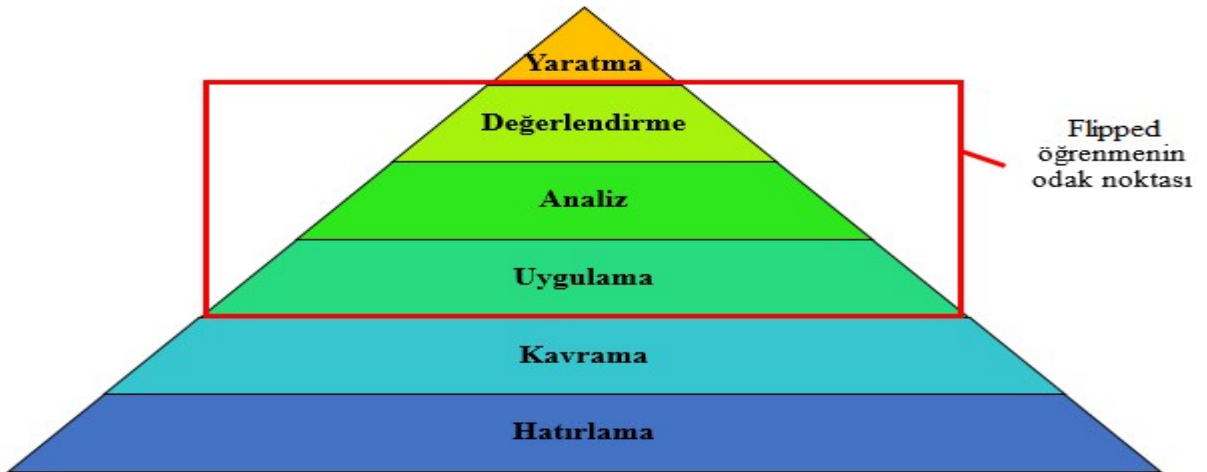 Yaratma
Değerlendirme
Analiz
Uygulama
Kavrama
Hatırlama
Flipped
öğrenmenin
odak noktası